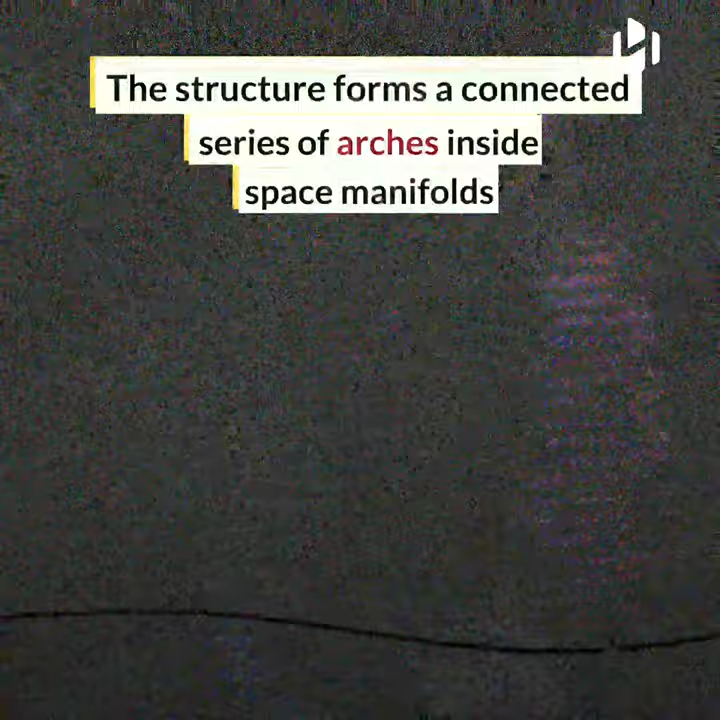 The structure forms a connected
series of arches inside
space manifolds